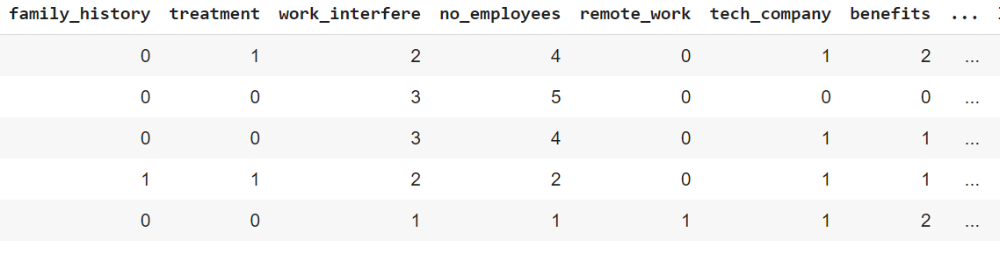 family_history treatment work_interfere no_employees remote_work tech_company benefits ...
0 1 2 4 0 1 2 ...
0 0 3 5 0 0 0 ...
0 0 3 4 0 1 1 ...
1 1 2 2 0 1 1 ...
0 0 1 1 1 1 2 ...